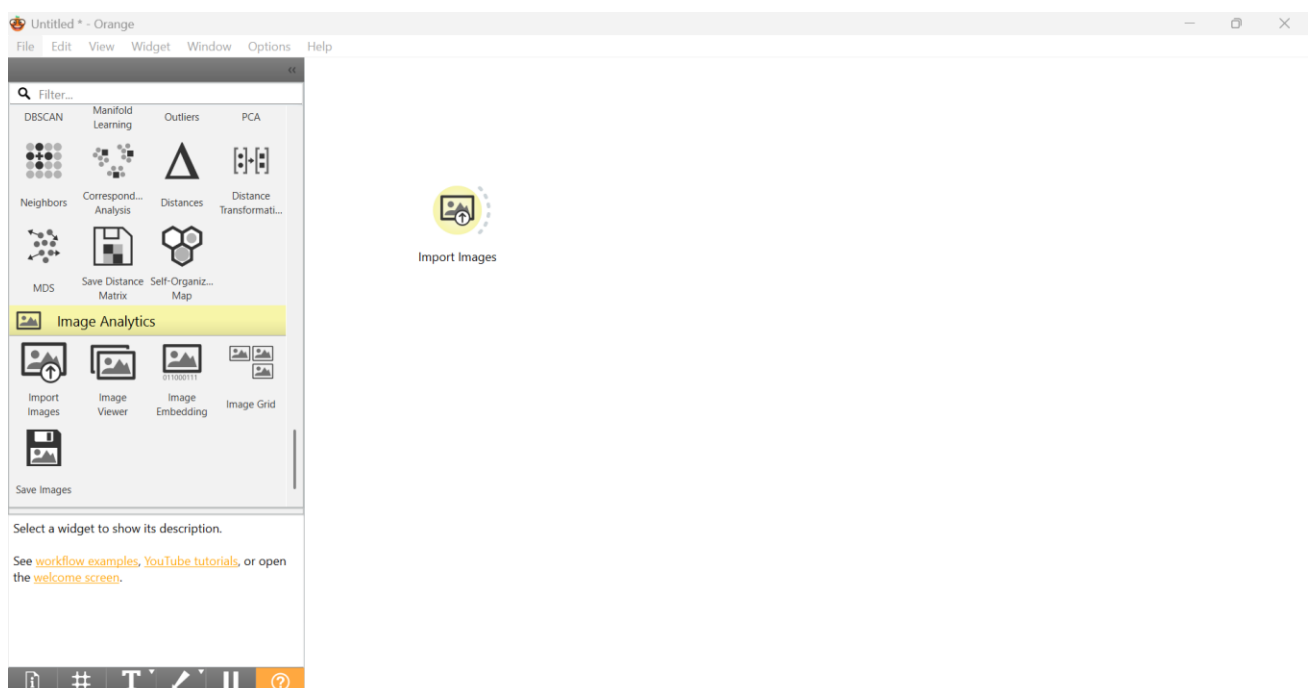 Untitled * - Orange
File Edit View Widget Window Options Help
Filter...
DBSCAN
Manifold
Learning
Outliers
PCA
Neighbors
Correspond...
Analysis
Distances
Distance
Transformati...
MDS
Save Distance
Matrix
Self-Organiz...
Map
Image Analytics
011000111
Import
Images
Image
Viewer
Image
Embedding
Image Grid
Save Images
Import Images
Select a widget to show its description.
See workflow examples, YouTube tutorials, or open
the welcome screen.